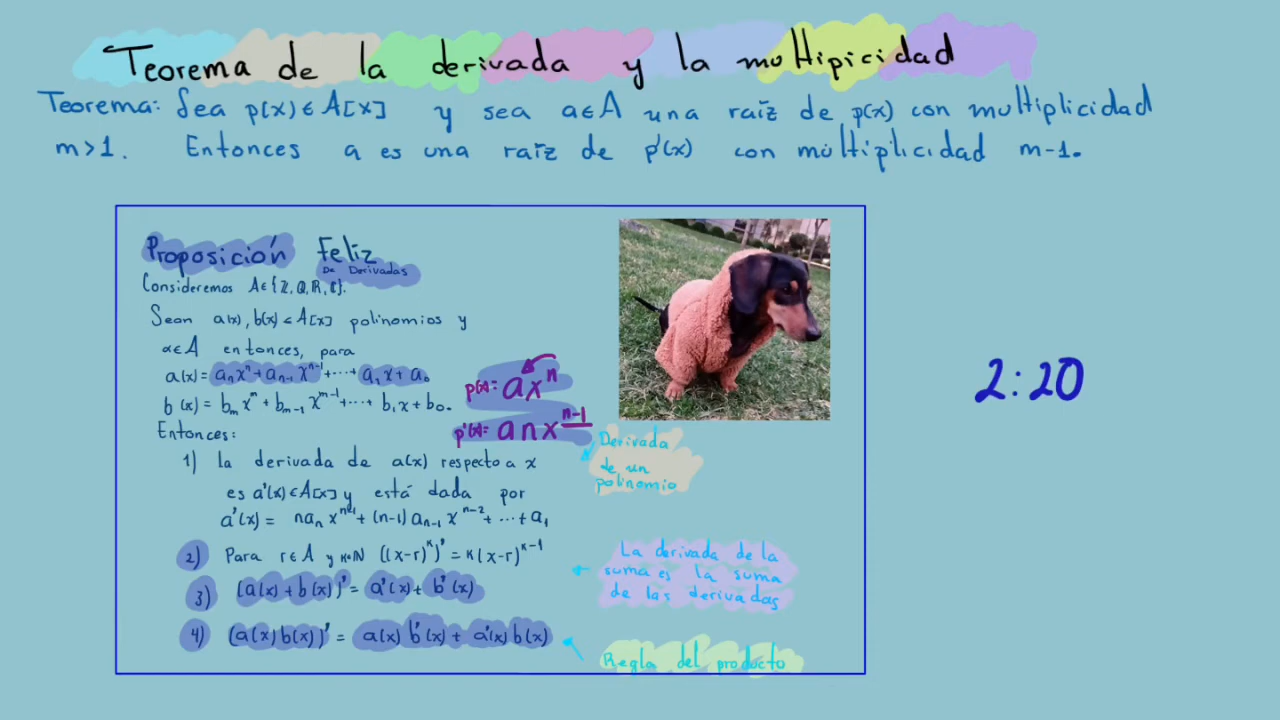 Teorema de la derivada y la multipicidad
Teorema: Sea p(x)∈A[x] y sea a∈A una raíz de p(x) con multiplicidad
m>1. Entonces a es una raíz de p'(x) con multiplicidad m-1.
Proposición Feliz
De Derivadas
Consideremos A∈{ℤ,ℚ,ℝ,ℂ}.
Sean a(x), b(x)∈A[x] polinomios y
α∈A entonces, para
a(x)= aₙxⁿ+aₙ₋₁xⁿ⁻¹+...+a₁x+a₀
b(x)= bₘxᵐ+bₘ₋₁xᵐ⁻¹+...+b₁x+b₀.
p(x)= axⁿ
p'(x)= anxⁿ⁻¹
Entonces:
1) la derivada de a(x) respecto a x
es a'(x)∈A[x] y está dada por
a'(x)= naₙxⁿ⁻¹+(n-1)aₙ₋₁xⁿ⁻²+...+a₁
2) Para r∈A y k∈ℕ ((x-r)ᵏ)'=k(x-r)ᵏ⁻¹
3) (a(x)+b(x))'=a'(x)+b'(x)
4) (a(x)b(x))'= a(x)b'(x)+a'(x)b(x)
Derivada
de un
polinomio
La derivada de la
suma es la suma
de las derivadas
Regla del producto
2:20